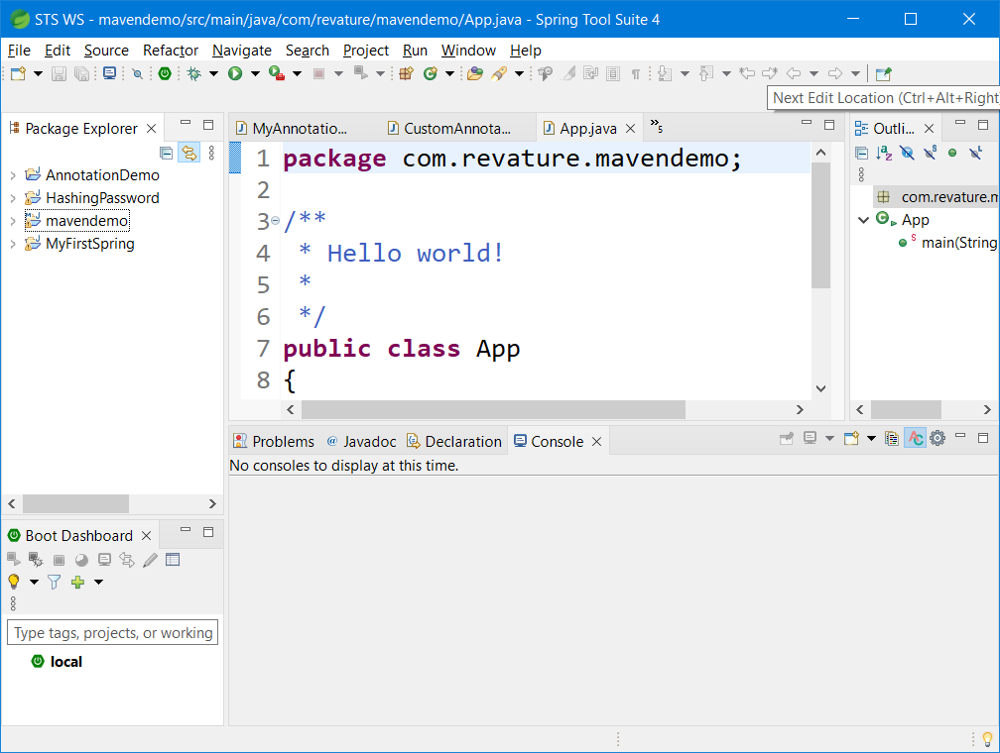 STS WS - mavendemo/src/main/java/com/revature/mavendemo/App.java - Spring Tool Suite 4
File Edit Source Refactor Navigate Search Project Run Window Help
Next Edit Location (Ctrl+Alt+Right
Package Explorer
AnnotationDemo
HashingPassword
mavendemo
MyFirstSpring
MyAnnotatio... CustomAnnota... App.java »5
1 package com.revature.mavendemo;
2
3 /**
4  * Hello world!
5  *
6  */
7 public class App
8 {
Outli...
com.revature.m
App
main(String
Problems Javadoc Declaration Console
No consoles to display at this time.
Boot Dashboard
Type tags, projects, or working
local